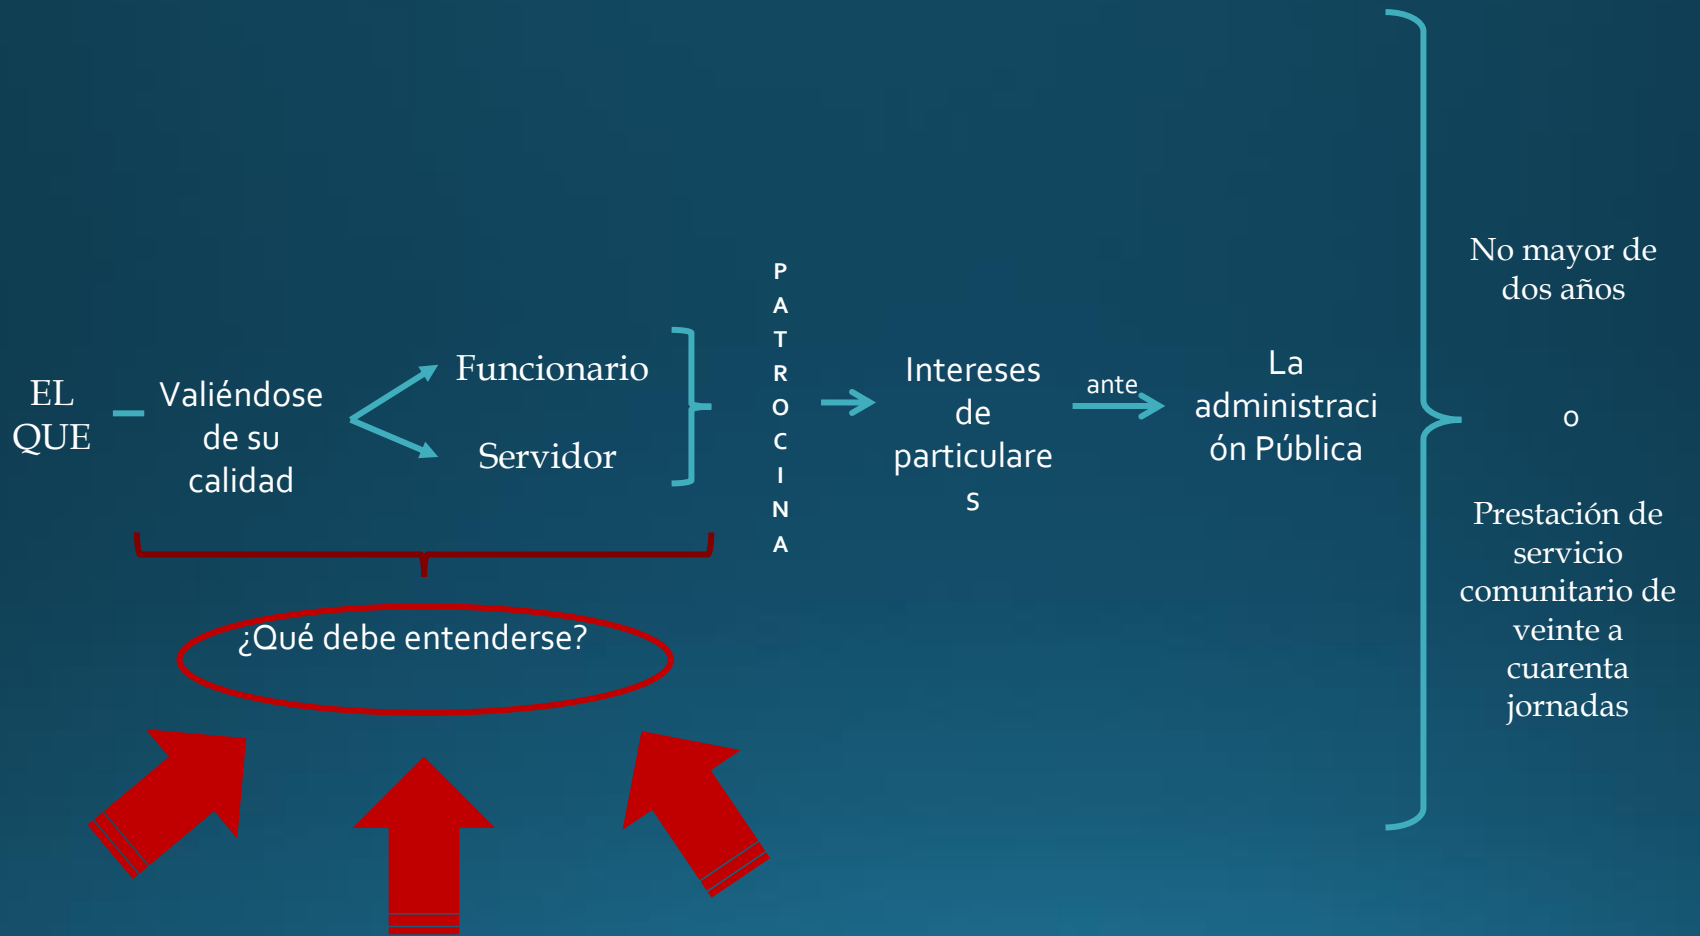 EL
QUE
Valiéndose
de su
calidad
Funcionario
Servidor
P
A
T
R
O
C
I
N
A
Intereses
de
particulare
s
ante
La
administraci
ón Pública
No mayor de
dos años
o
Prestación de
servicio
comunitario de
veinte a
cuarenta
jornadas
¿Qué debe entenderse?